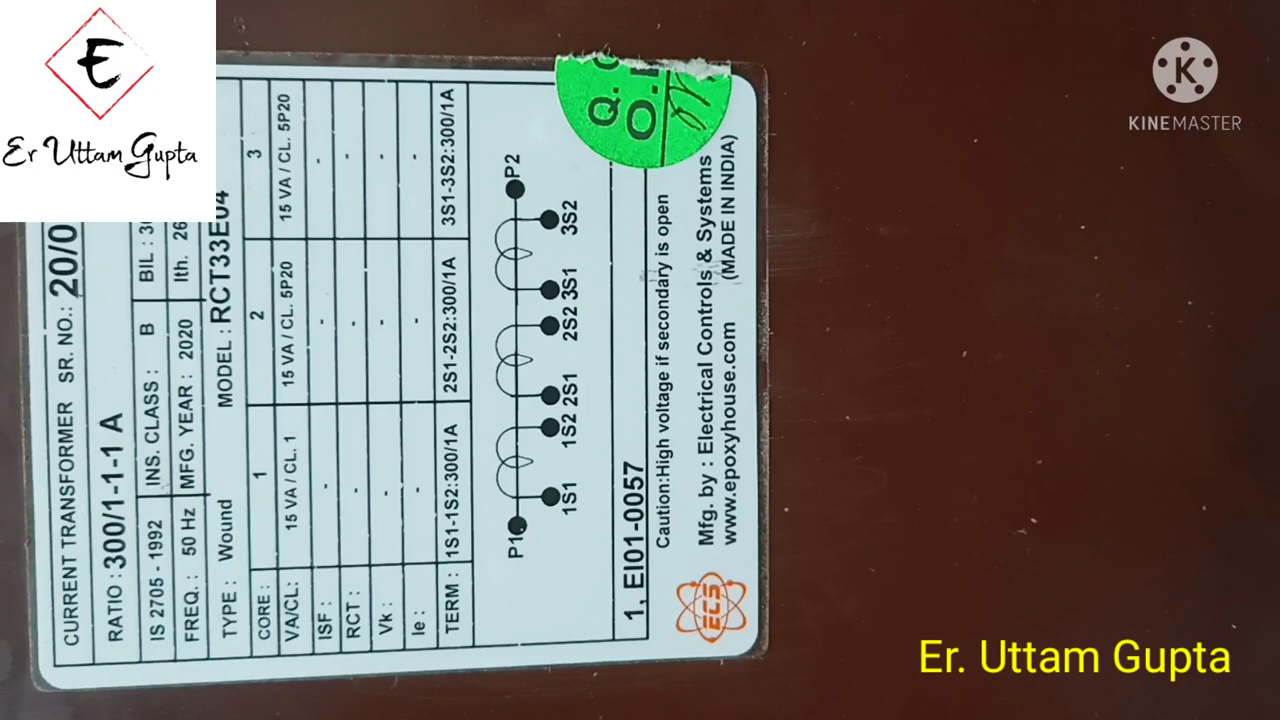 E
Er Uttam Gupta
KINEMASTER
CURRENT TRANSFORMER SR. NO.: 20/0
RATIO : 300/1-1-1 A
IS 2705 - 1992 INS. CLASS : B BIL :
FREQ. : 50 Hz MFG. YEAR : 2020 Ith.
TYPE : Wound MODEL : RCT33E04
CORE : 1 2 3
VA/CL: 15 VA / CL. 1 15 VA / CL. 5P20 15 VA / CL. 5P20
ISF : - - -
RCT : - - -
Vk : - - -
Ie : - - -
TERM : 1S1-1S2:300/1A 2S1-2S2:300/1A 3S1-3S2:300/1A
P1 P2
1S1 1S2 2S1 2S2 3S1 3S2
1, EI01-0057
Caution:High voltage if secondary is open
ECS
Mfg. by : Electrical Controls & Systems
www.epoxyhouse.com (MADE IN INDIA)
Er. Uttam Gupta